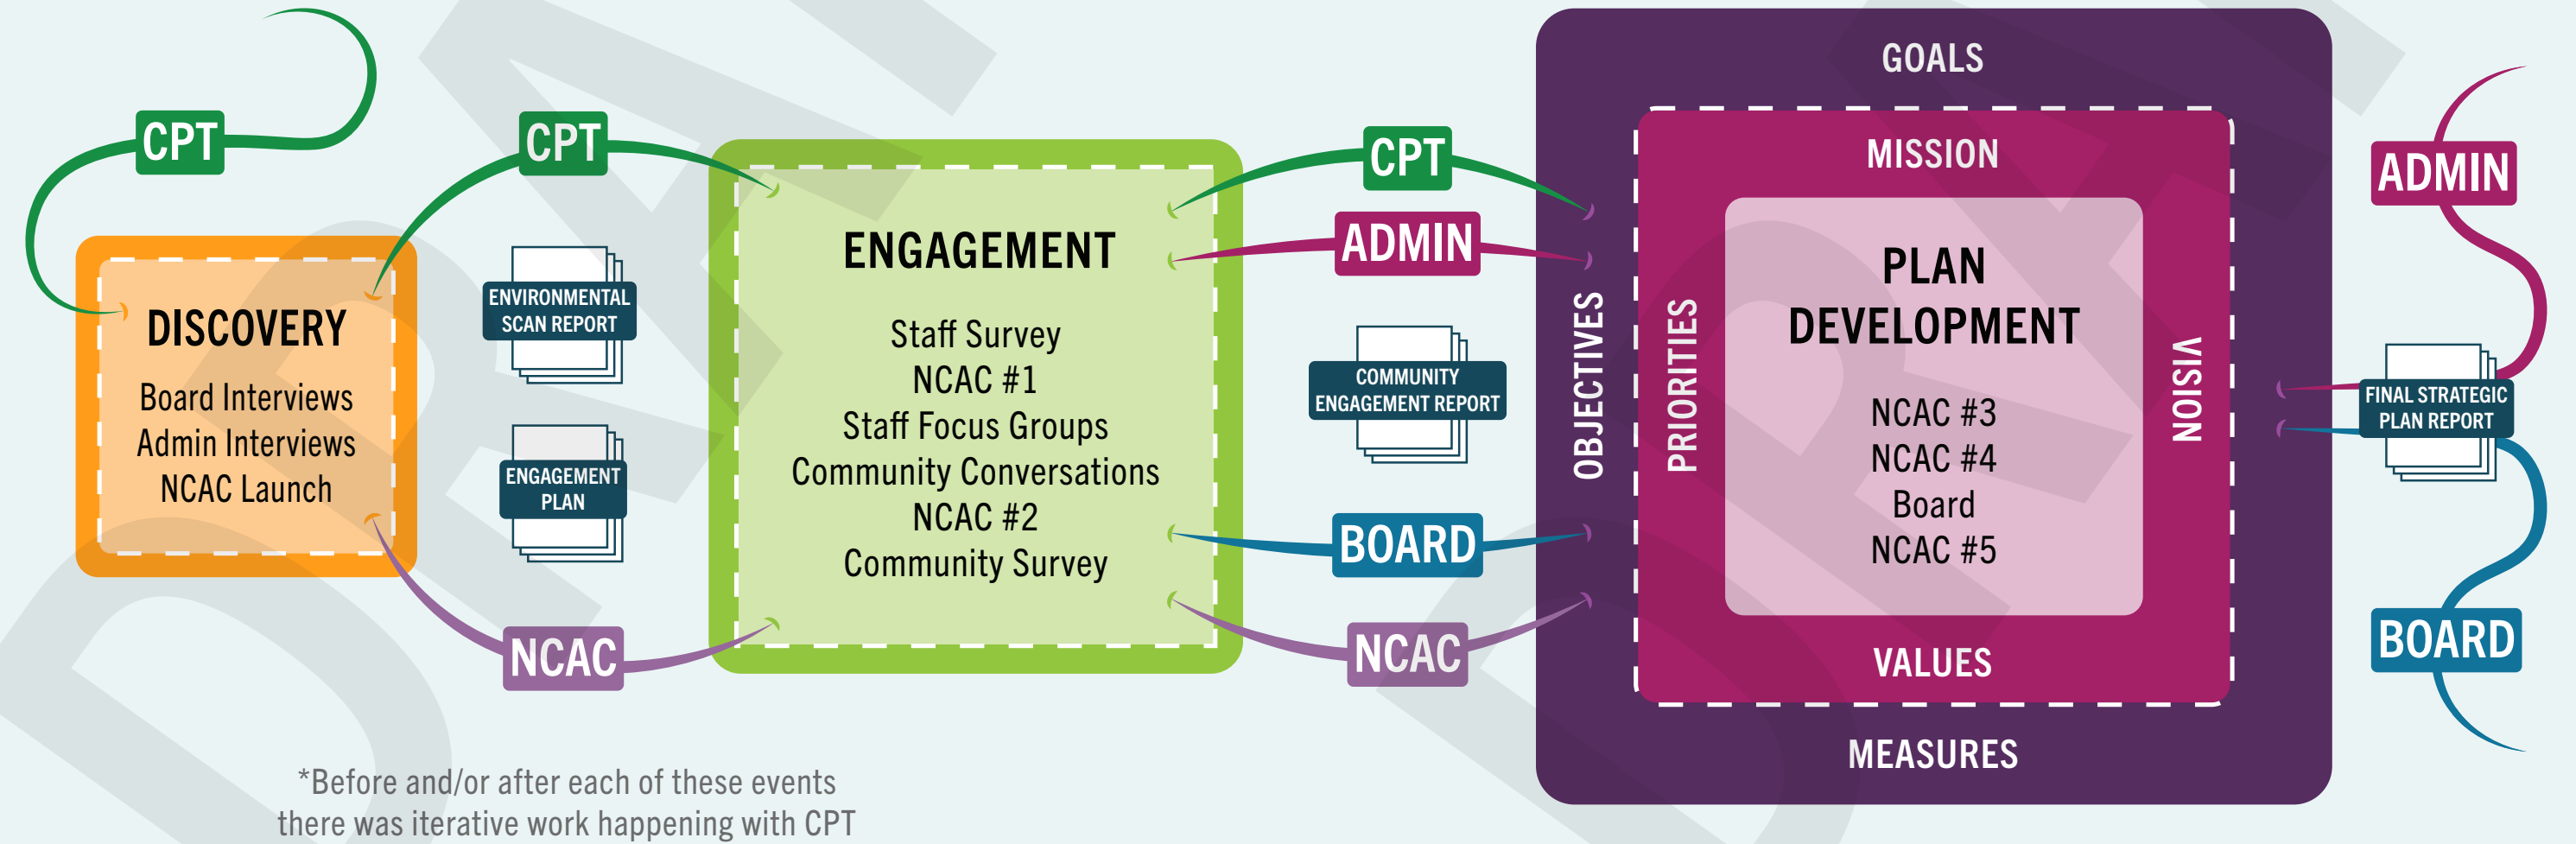 CPT
DISCOVERY
Board Interviews
Admin Interviews
NCAC Launch
CPT
ENVIRONMENTAL
SCAN REPORT
ENGAGEMENT
PLAN
NCAC
ENGAGEMENT
Staff Survey
NCAC #1
Staff Focus Groups
Community Conversations
NCAC #2
Community Survey
CPT
ADMIN
COMMUNITY
ENGAGEMENT REPORT
BOARD
NCAC
GOALS
OBJECTIVES
MISSION
PRIORITIES
PLAN
DEVELOPMENT
NCAC #3
NCAC #4
Board
NCAC #5
VISION
VALUES
MEASURES
ADMIN
FINAL STRATEGIC
PLAN REPORT
BOARD
*Before and/or after each of these events
there was iterative work happening with CPT
DRAFT